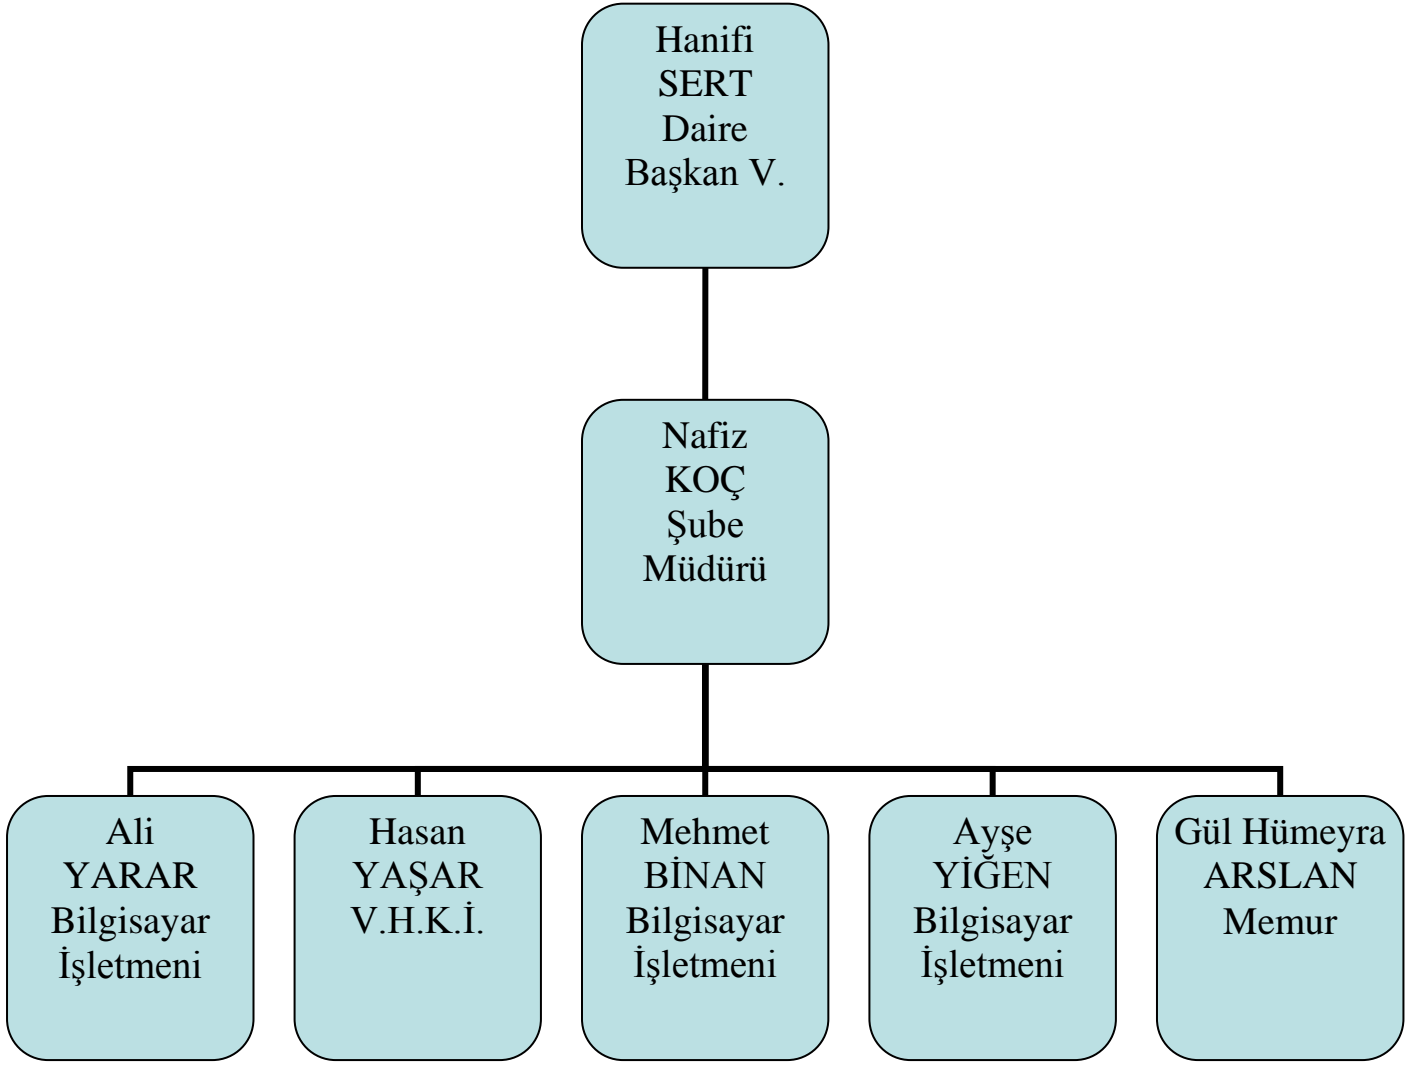 Hanifi
SERT
Daire
Başkan V.
Nafiz
KOÇ
Şube
Müdürü
Ali
YARAR
Bilgisayar
İşletmeni
Hasan
YAŞAR
V.H.K.İ.
Mehmet
BİNAN
Bilgisayar
İşletmeni
Ayşe
YİĞEN
Bilgisayar
İşletmeni
Gül Hümeyra
ARSLAN
Memur